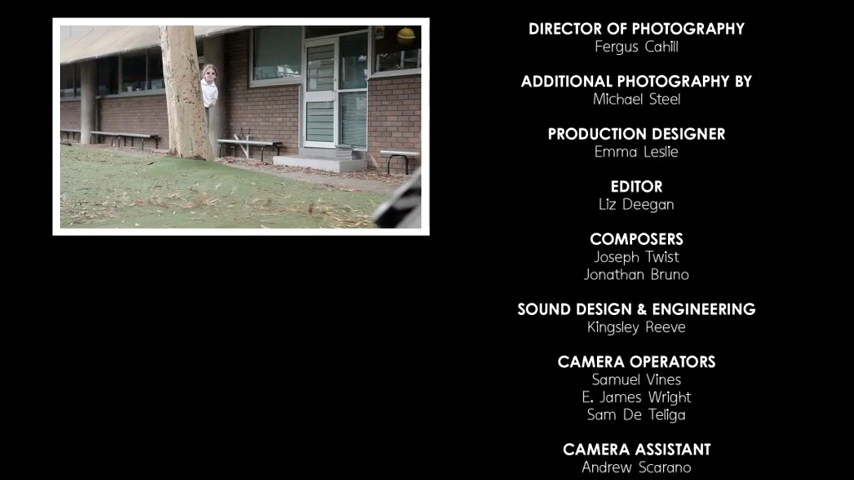 DIRECTOR OF PHOTOGRAPHY
Fergus Cahill
ADDITIONAL PHOTOGRAPHY BY
Michael Steel
PRODUCTION DESIGNER
Emma Leslie
EDITOR
Liz Deegan
COMPOSERS
Joseph Twist
Jonathan Bruno
SOUND DESIGN & ENGINEERING
Kingsley Reeve
CAMERA OPERATORS
Samuel Vines
E. James Wright
Sam De Teliga
CAMERA ASSISTANT
Andrew Scarano